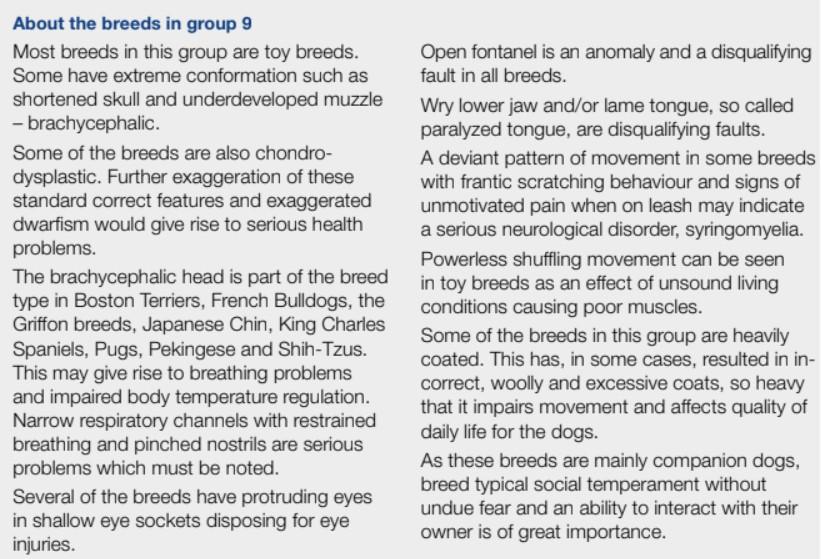 About the breeds in group 9
Most breeds in this group are toy breeds.
Some have extreme conformation such as
shortened skull and underdeveloped muzzle
– brachycephalic.
Some of the breeds are also chondro-
dysplastic. Further exaggeration of these
standard correct features and exaggerated
dwarfism would give rise to serious health
problems.
The brachycephalic head is part of the breed
type in Boston Terriers, French Bulldogs, the
Griffon breeds, Japanese Chin, King Charles
Spaniels, Pugs, Pekingese and Shih-Tzus.
This may give rise to breathing problems
and impaired body temperature regulation.
Narrow respiratory channels with restrained
breathing and pinched nostrils are serious
problems which must be noted.
Several of the breeds have protruding eyes
in shallow eye sockets disposing for eye
injuries.
Open fontanel is an anomaly and a disqualifying
fault in all breeds.
Wry lower jaw and/or lame tongue, so called
paralyzed tongue, are disqualifying faults.
A deviant pattern of movement in some breeds
with frantic scratching behaviour and signs of
unmotivated pain when on leash may indicate
a serious neurological disorder, syringomyelia.
Powerless shuffling movement can be seen
in toy breeds as an effect of unsound living
conditions causing poor muscles.
Some of the breeds in this group are heavily
coated. This has, in some cases, resulted in in-
correct, woolly and excessive coats, so heavy
that it impairs movement and affects quality of
daily life for the dogs.
As these breeds are mainly companion dogs,
breed typical social temperament without
undue fear and an ability to interact with their
owner is of great importance.